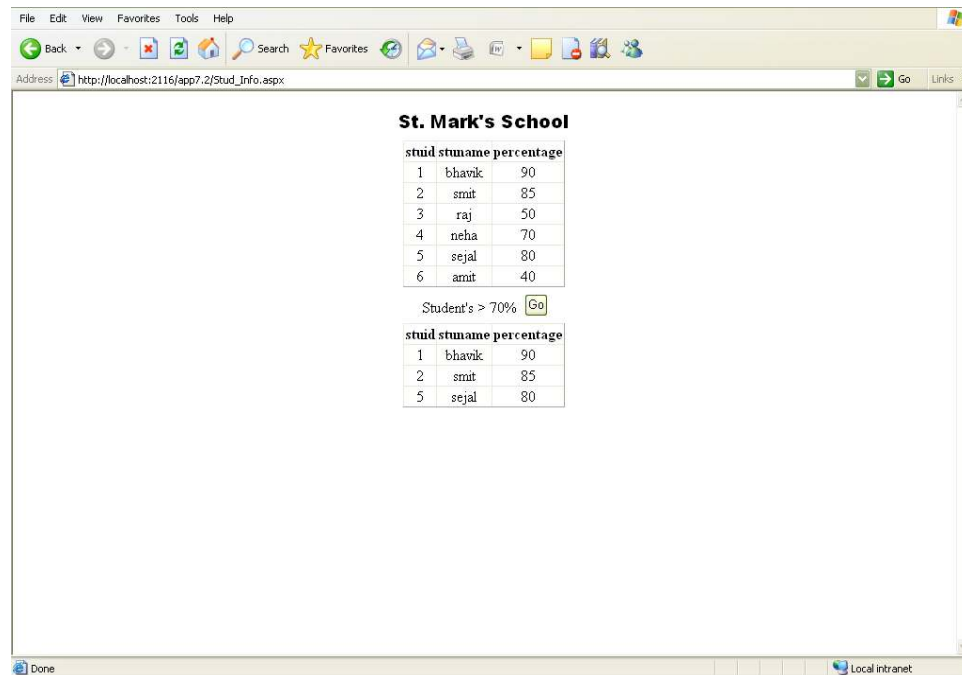 File Edit View Favorites Tools Help
Back Search Favorites
Address http://localhost:2116/app7.2/Stud_Info.aspx Go Links
St. Mark's School
stuid stuname percentage
1 bhavik 90
2 smit 85
3 raj 50
4 neha 70
5 sejal 80
6 amit 40
Student's > 70% Go
stuid stuname percentage
1 bhavik 90
2 smit 85
5 sejal 80
Done Local intranet